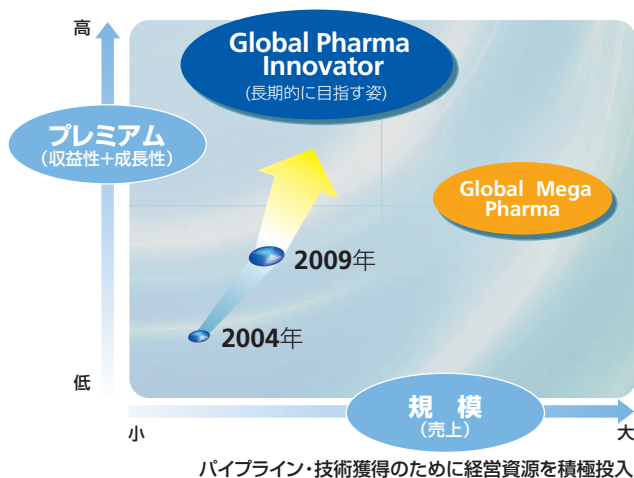 高
Global Pharma
Innovator
(長期的に目指す姿)
プレミアム
(収益性+成長性)
Global Mega
Pharma
2009年
2004年
低
規 模
(売上)
小
大
パイプライン・技術獲得のために経営資源を積極投入